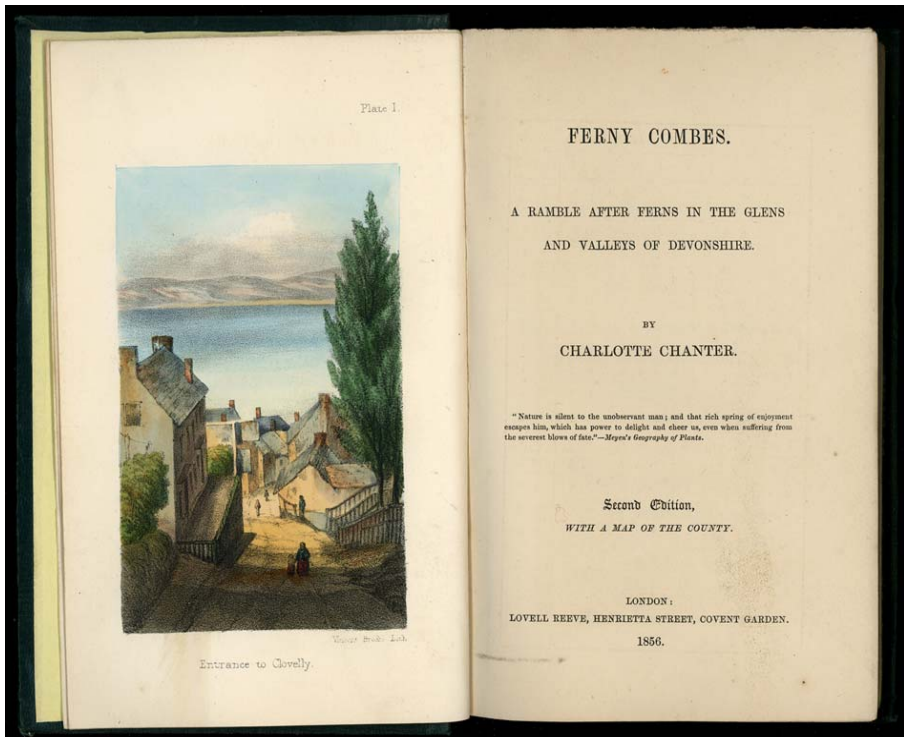 Plate I.
Entrance to Clovelly.
FERNY COMBES.
A RAMBLE AFTER FERNS IN THE GLENS
AND VALLEYS OF DEVONSHIRE.
BY
CHARLOTTE CHANTER.
"Nature is silent to the unobservant man; and that rich spring of enjoyment
escapes him, which has power to delight and cheer us, even when suffering from
the severest blows of fate."—Meyen's Geography of Plants.
Second Edition,
WITH A MAP OF THE COUNTY.
LONDON:
LOVELL REEVE, HENRIETTA STREET, COVENT GARDEN.
1856.